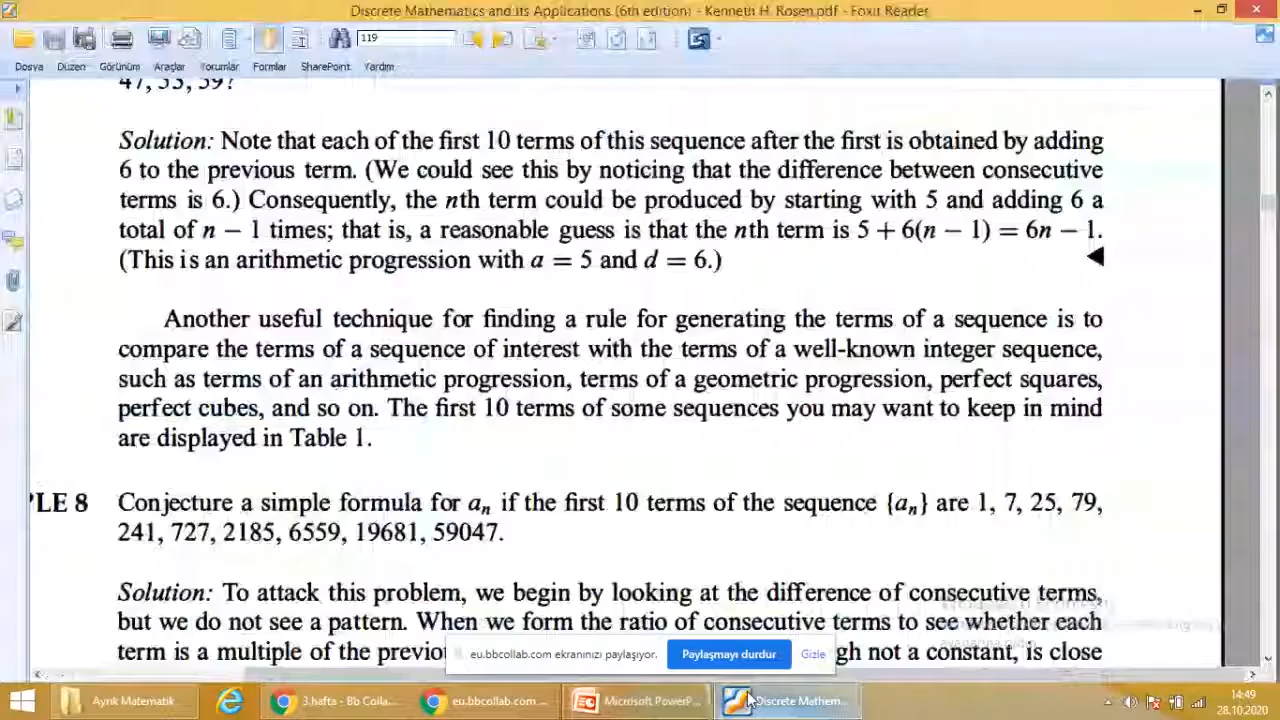 Discrete Mathematics and Its Applications (6th edition) - Kenneth H. Rosen.pdf - Foxit Reader
119
Dosya Düzen Görünüm Araçlar Yorumlar Formlar SharePoint Yardım
47, 53, 59?
Solution: Note that each of the first 10 terms of this sequence after the first is obtained by adding
6 to the previous term. (We could see this by noticing that the difference between consecutive
terms is 6.) Consequently, the nth term could be produced by starting with 5 and adding 6 a
total of n − 1 times; that is, a reasonable guess is that the nth term is 5 + 6(n − 1) = 6n − 1.
(This is an arithmetic progression with a = 5 and d = 6.)
Another useful technique for finding a rule for generating the terms of a sequence is to
compare the terms of a sequence of interest with the terms of a well-known integer sequence,
such as terms of an arithmetic progression, terms of a geometric progression, perfect squares,
perfect cubes, and so on. The first 10 terms of some sequences you may want to keep in mind
are displayed in Table 1.
PLE 8 Conjecture a simple formula for aₙ if the first 10 terms of the sequence {aₙ} are 1, 7, 25, 79,
241, 727, 2185, 6559, 19681, 59047.
Solution: To attack this problem, we begin by looking at the difference of consecutive terms,
but we do not see a pattern. When we form the ratio of consecutive terms to see whether each
term is a multiple of the previou gh not a constant, is close
eu.bbcollab.com ekranınızı paylaşıyor. Paylaşmayı durdur Gizle
Ayrık Matematik 3.hafta - Bb Colla... eu.bbcollab.com ... Microsoft PowerP... Discrete Mathem... 14:49
28.10.2020